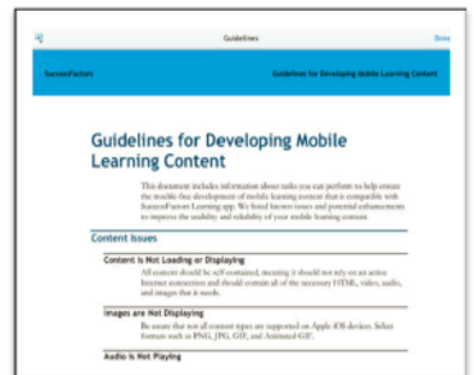 Guidelines
Done
SuccessFactors
Guidelines for Developing Mobile Learning Content
Guidelines for Developing Mobile
Learning Content
This document includes information about tasks you can perform to help ensure
the trouble-free development of mobile learning content that is compatible with
SuccessFactors Learning app. We listed known issues and potential enhancements
to improve the usability and reliability of your mobile learning content.
Content Issues
Content Is Not Loading or Displaying
All content should be self-contained, meaning it should not rely on an active
Internet connection and should contain all of the necessary HTML, video, audio,
and images that it needs.
Images are Not Displaying
Be aware that not all content types are supported on Apple iOS devices. Select
formats such as PNG, JPG, GIF, and Animated GIF.
Audio Is Not Playing